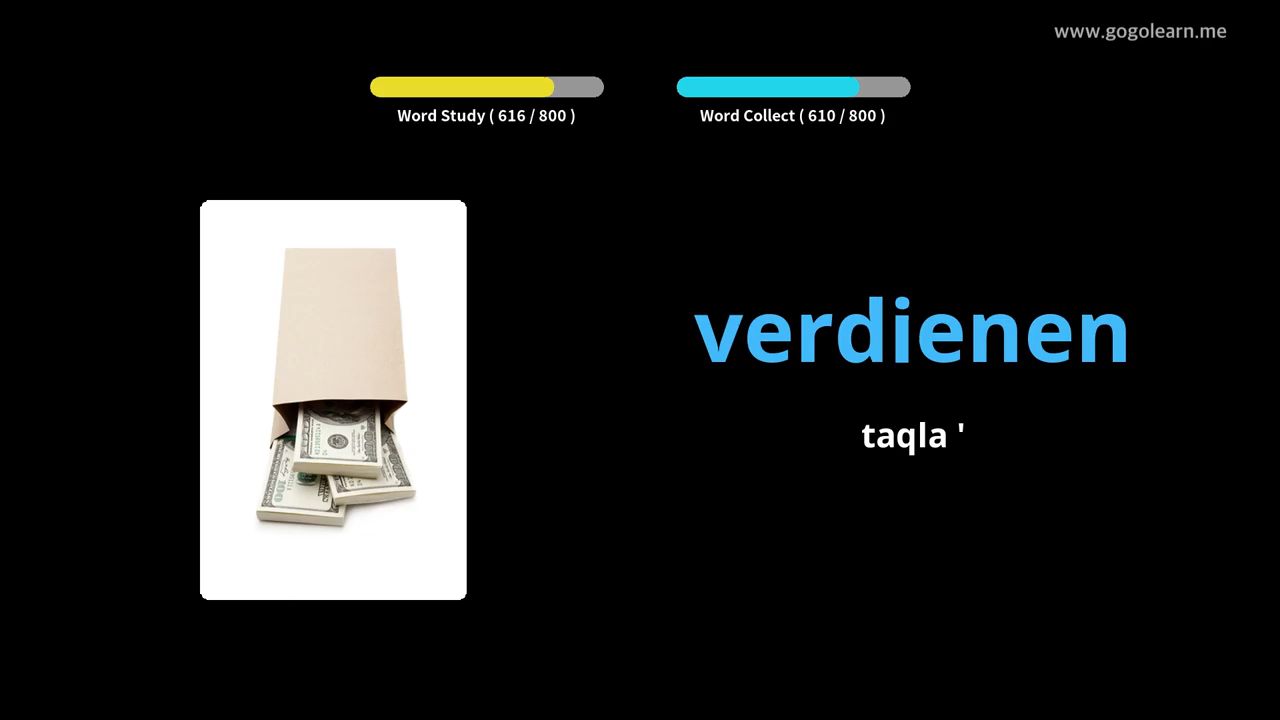 www.gogolearn.me
Word Study ( 616 / 800 )
Word Collect ( 610 / 800 )
verdienen
taqla '